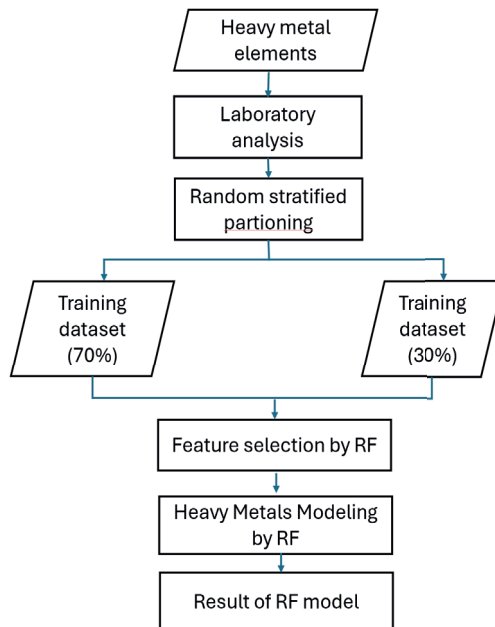 Heavy metal
elements
Laboratory
analysis
Random stratified
partioning
Training
dataset
(70%)
Training
dataset
(30%)
Feature selection by RF
Heavy Metals Modeling
by RF
Result of RF model